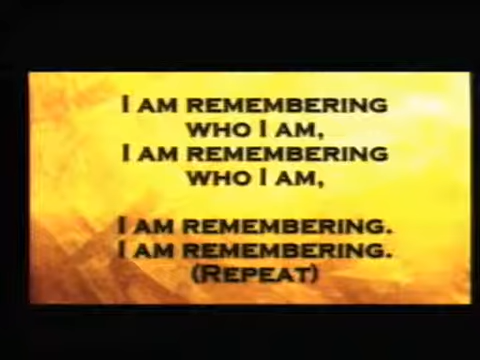 I AM REMEMBERING
WHO I AM,
I AM REMEMBERING
WHO I AM,
I AM REMEMBERING.
I AM REMEMBERING.
(REPEAT)